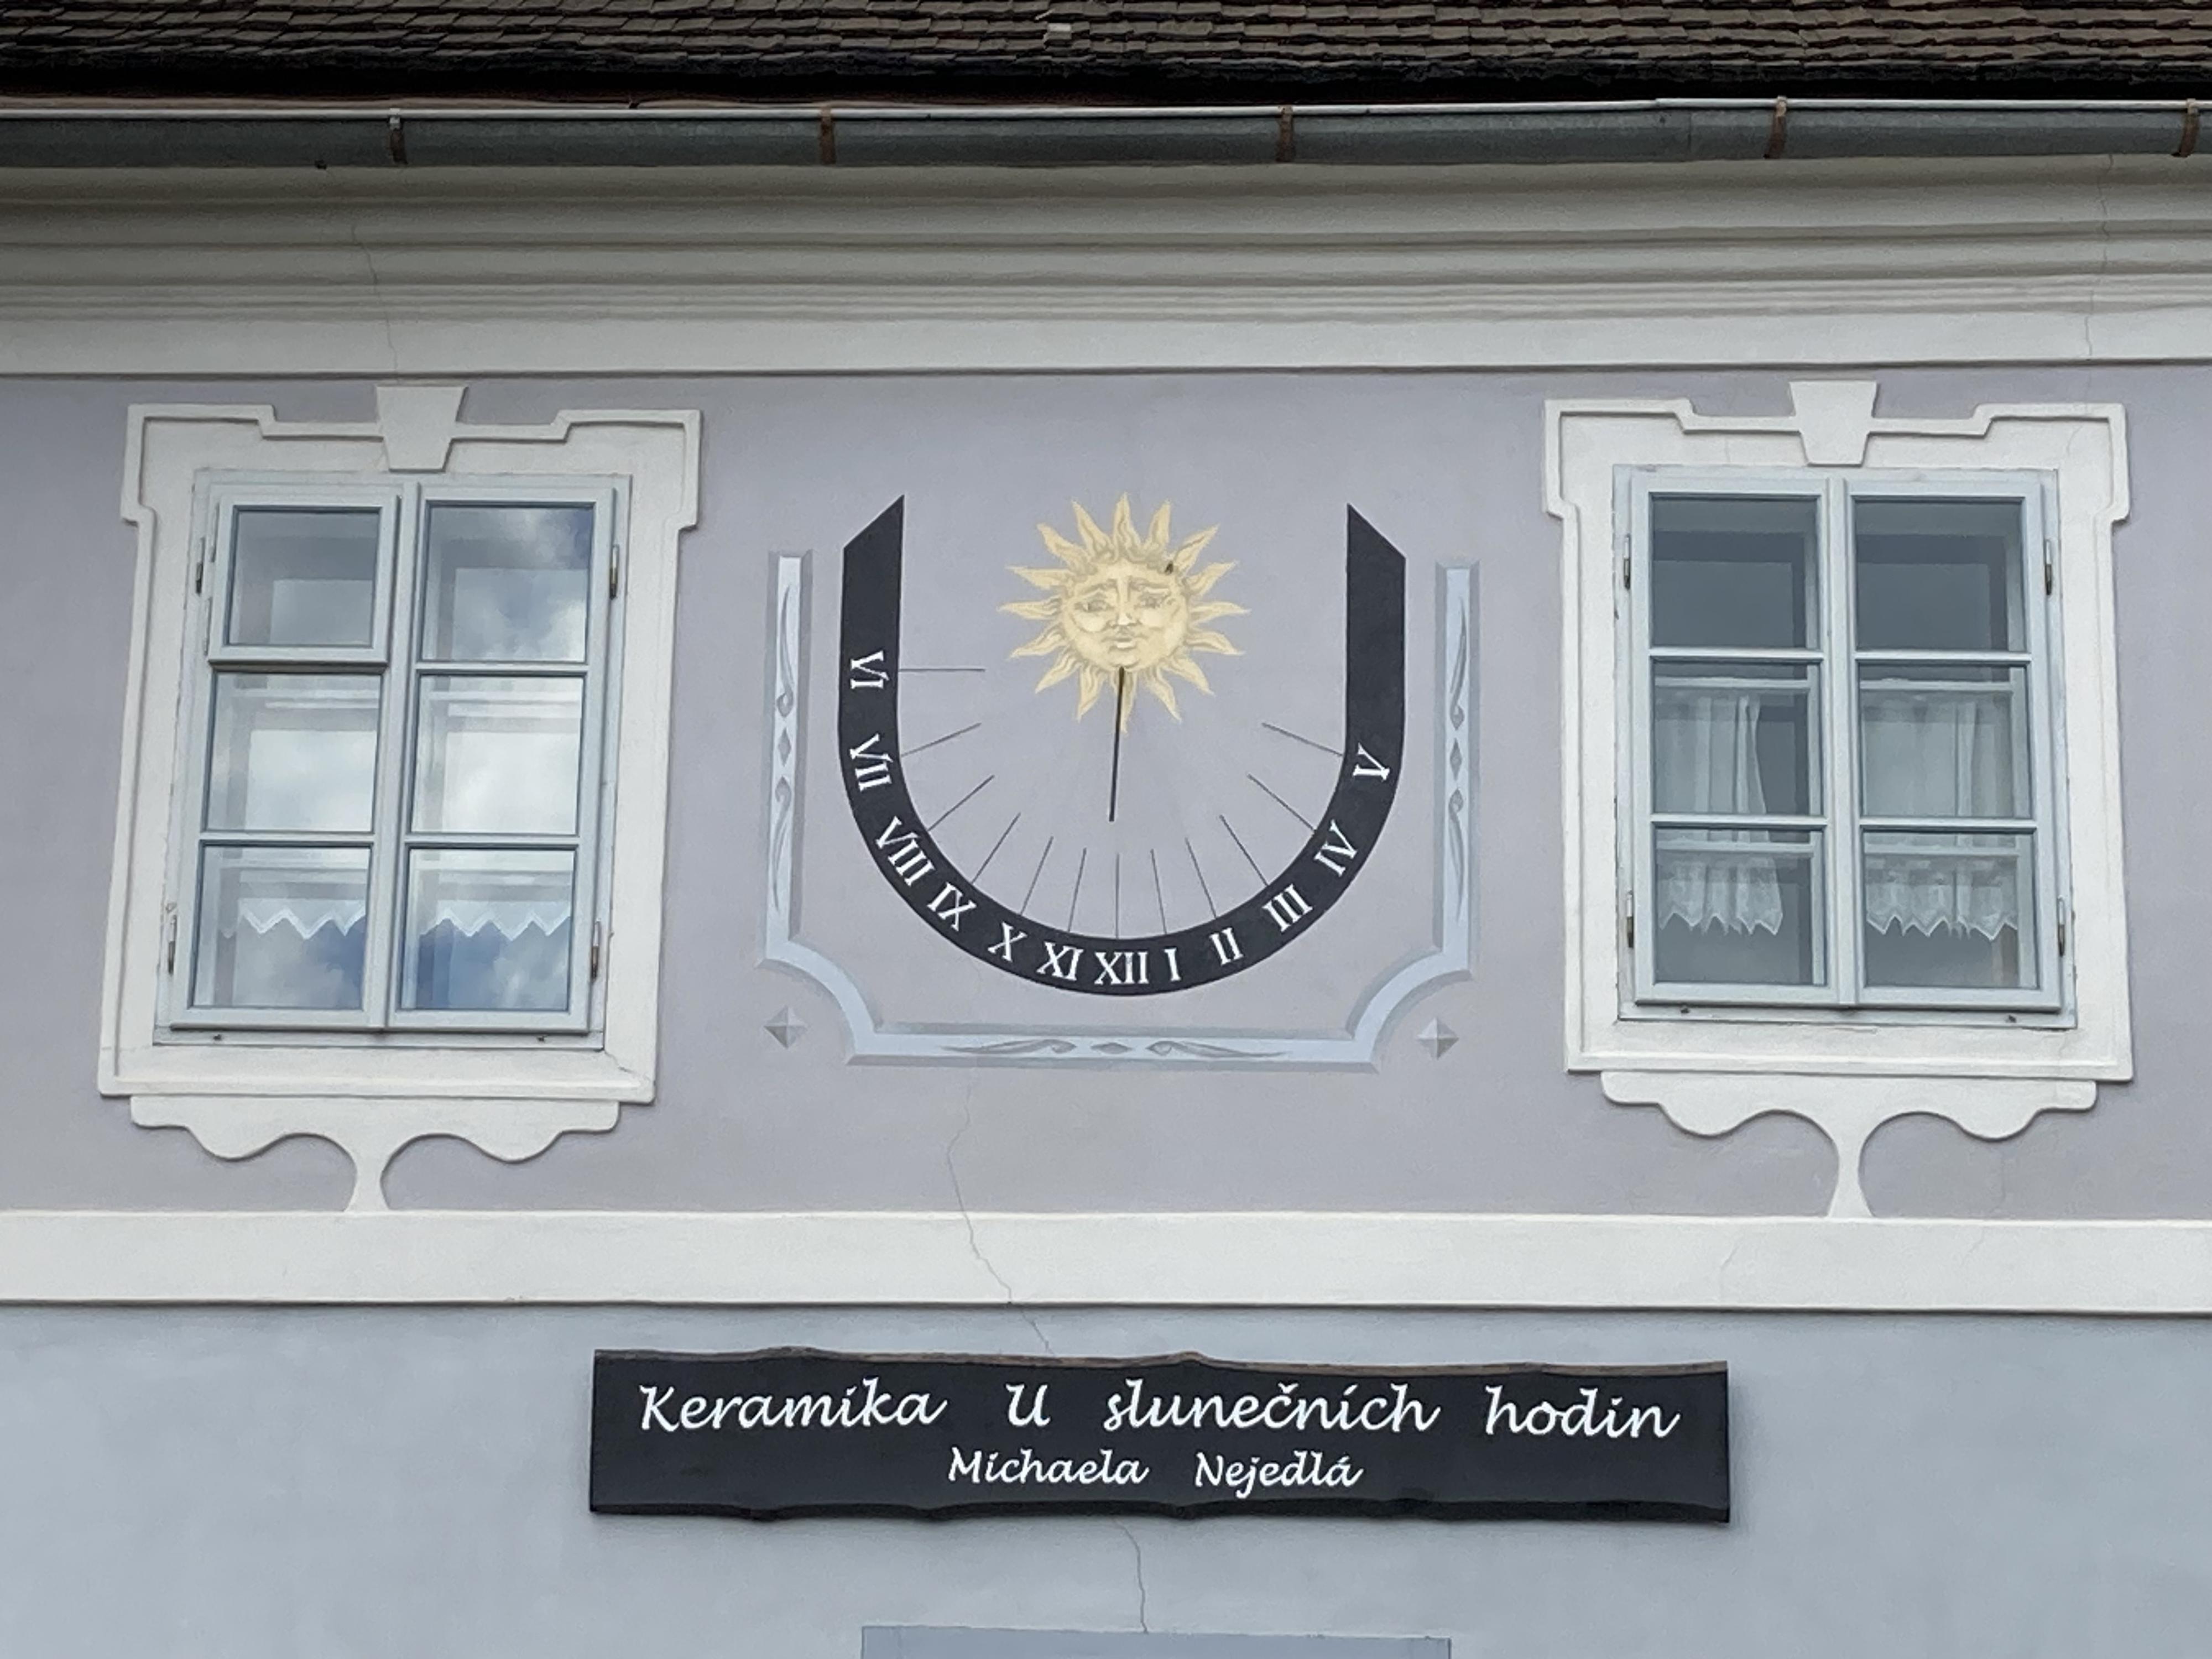 VI VII VIII IX X XI XII I II III IV V
Keramika U slunečních hodin
Michaela Nejedlá